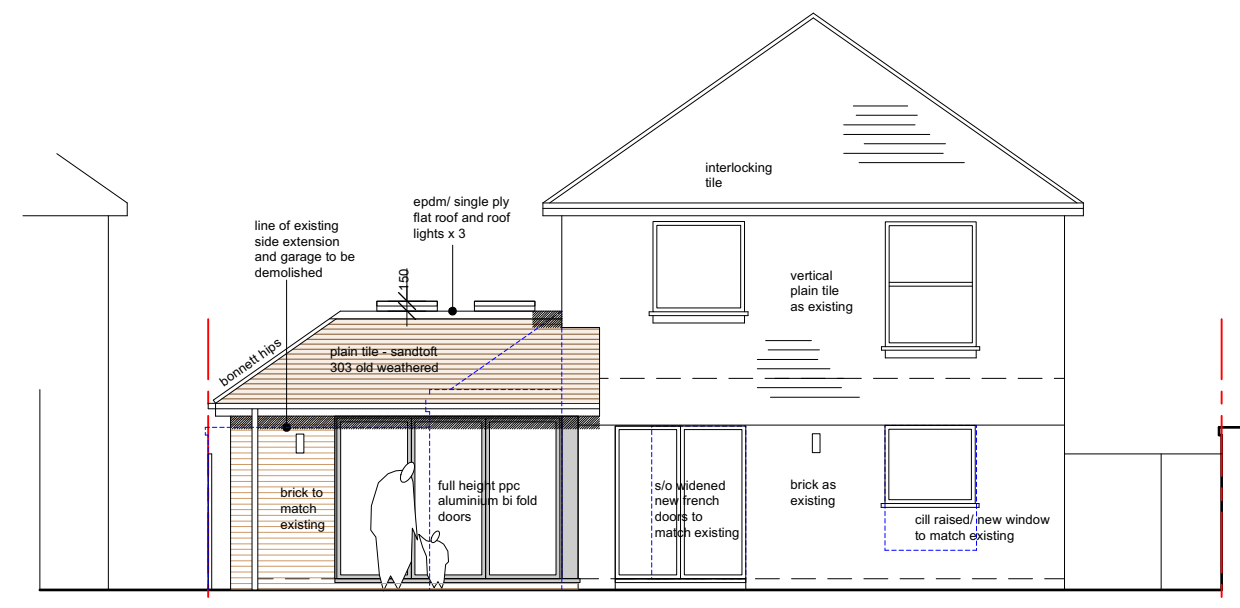 interlocking
tile
epdm/ single ply
flat roof and roof
lights x 3
line of existing
side extension
and garage to be
demolished
150
vertical
plain tile
as existing
bonnett hips
plain tile - sandtoft
303 old weathered
brick to
match
existing
full height ppc
aluminium bi fold
doors
s/o widened
new french
doors to
match existing
brick as
existing
cill raised/ new window
to match existing